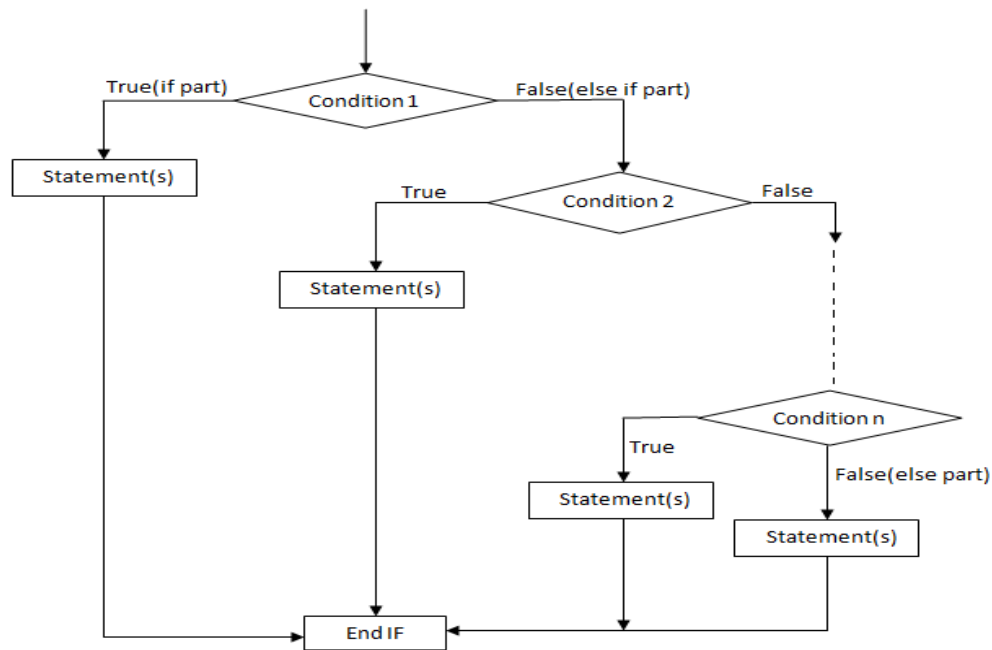 True(if part)
Condition 1
False(else if part)
Statement(s)
True
Condition 2
False
Statement(s)
Condition n
True
False(else part)
Statement(s)
Statement(s)
End IF